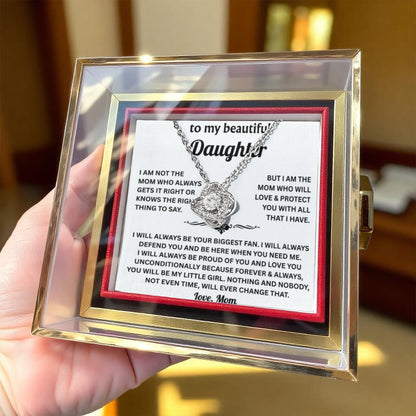 to my beautiful
Daughter
I AM NOT THE
MOM WHO ALWAYS
GETS IT RIGHT OR
KNOWS THE RIGHT
THING TO SAY.
BUT I AM THE
MOM WHO WILL
LOVE & PROTECT
YOU WITH ALL
THAT I HAVE.
I WILL ALWAYS BE YOUR BIGGEST FAN. I WILL ALWAYS
DEFEND YOU AND BE HERE WHEN YOU NEED ME.
I WILL ALWAYS BE PROUD OF YOU AND LOVE YOU
UNCONDITIONALLY BECAUSE FOREVER & ALWAYS,
YOU WILL BE MY LITTLE GIRL. NOTHING AND NOBODY,
NOT EVEN TIME, WILL EVER CHANGE THAT.
Love, Mom